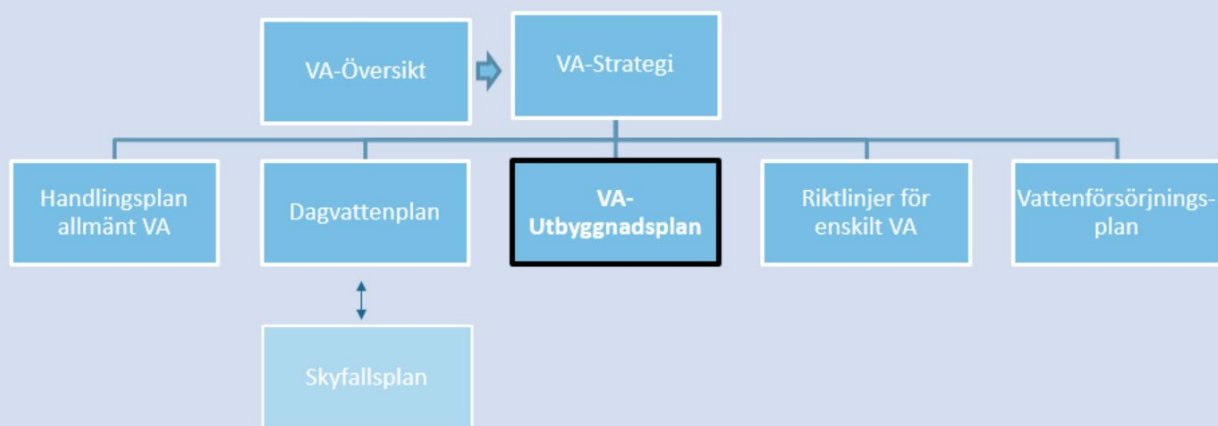 VA-Översikt
VA-Strategi
Handlingsplan
allmänt VA
Dagvattenplan
VA-
Utbyggnadsplan
Riktlinjer för
enskilt VA
Vattenförsörjnings-
plan
Skyfallsplan